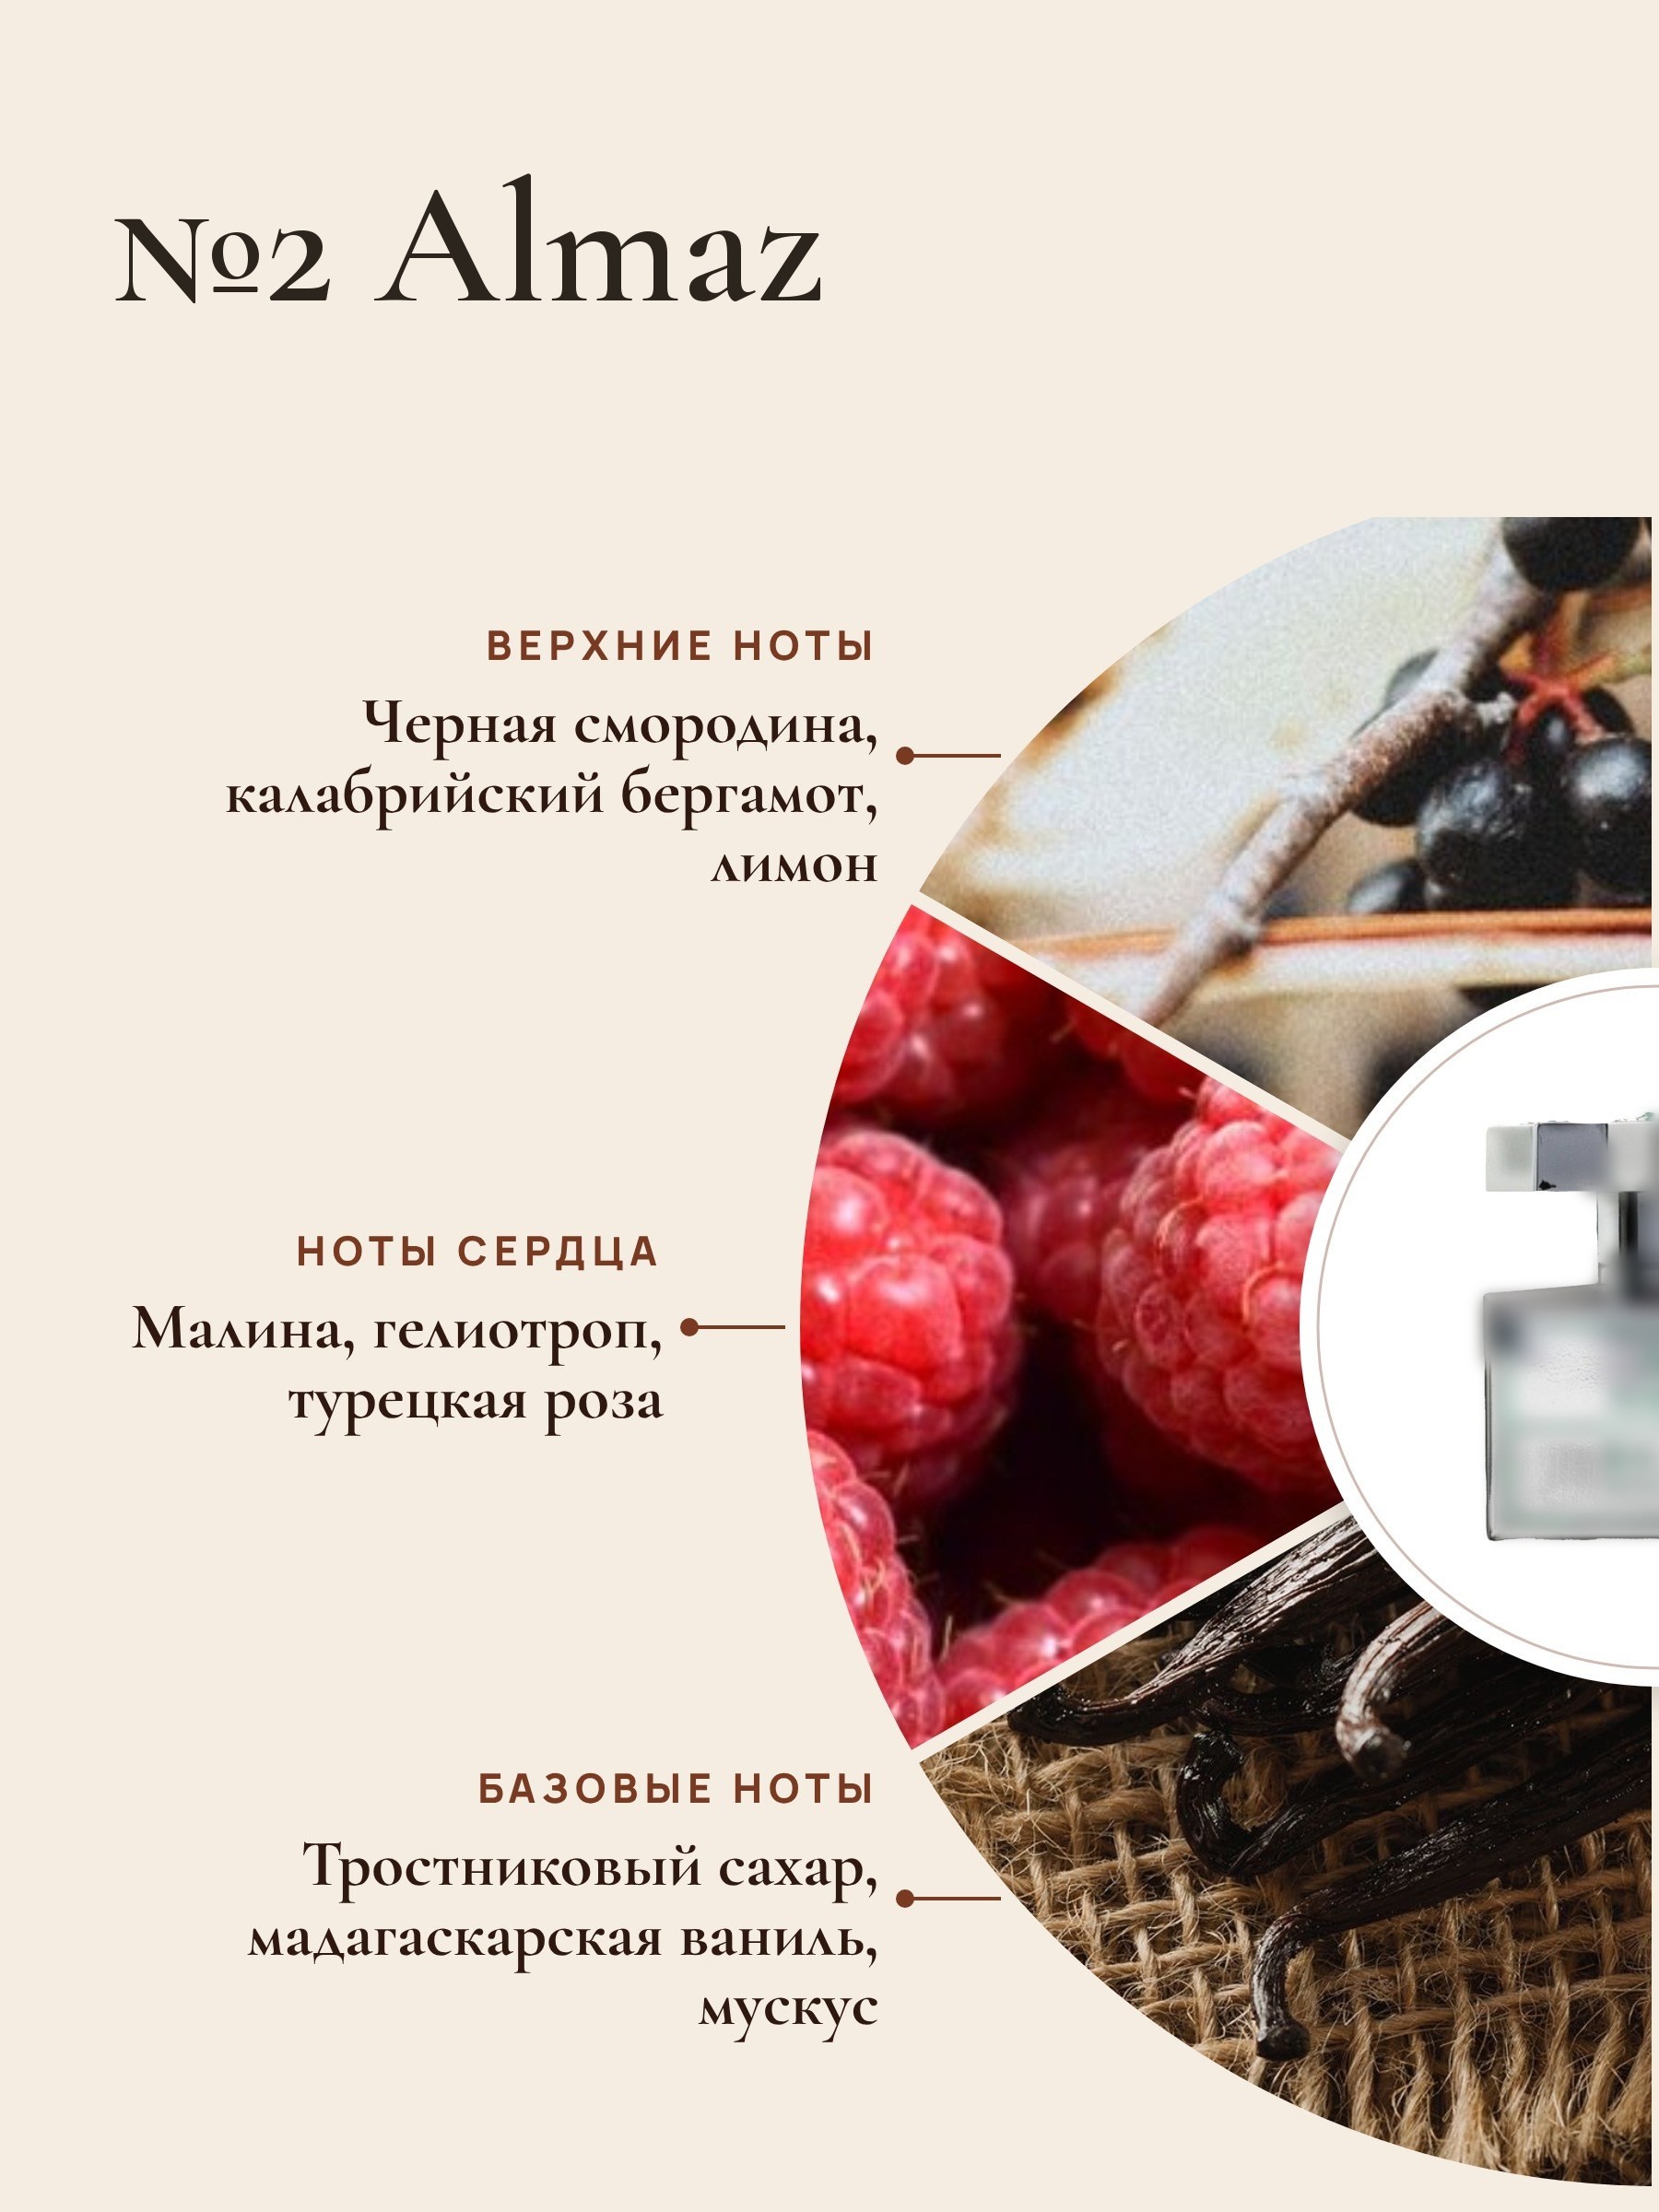 №2 Almaz
ВЕРХНИЕ НОТЫ
Черная смородина,
калабрийский бергамот,
лимон
НОТЫ СЕРДЦА
Малина, гелиотроп,
турецкая роза
БАЗОВЫЕ НОТЫ
Тростниковый сахар,
мадагаскарская ваниль,
мускус